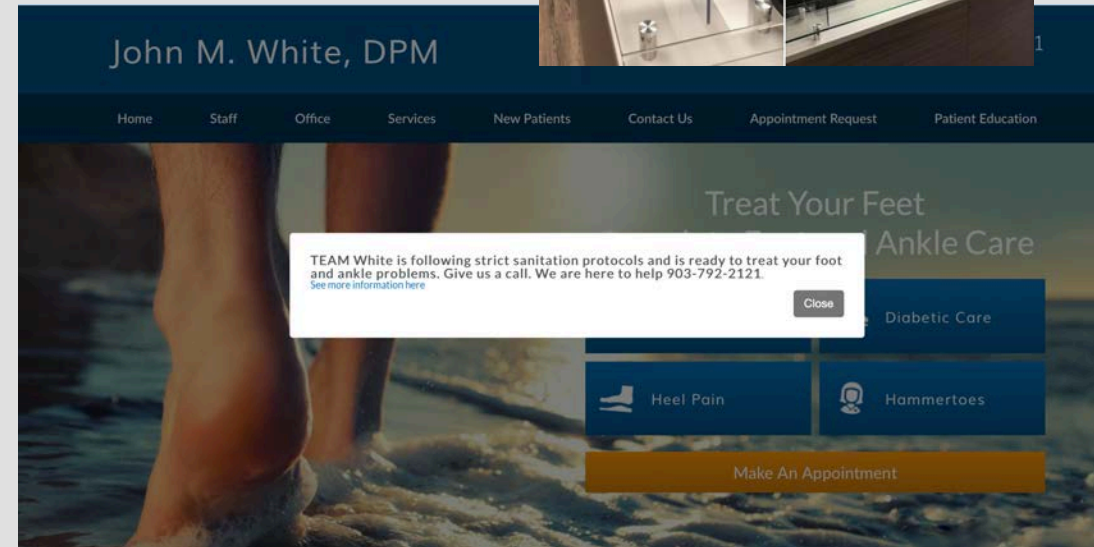 John M. White, DPM
1
Home Staff Office Services New Patients Contact Us Appointment Request Patient Education
Treat Your Feet
Ankle Care
TEAM White is following strict sanitation protocols and is ready to treat your foot
and ankle problems. Give us a call. We are here to help 903-792-2121.
See more information here
Close
Diabetic Care
Heel Pain
Hammertoes
Make An Appointment